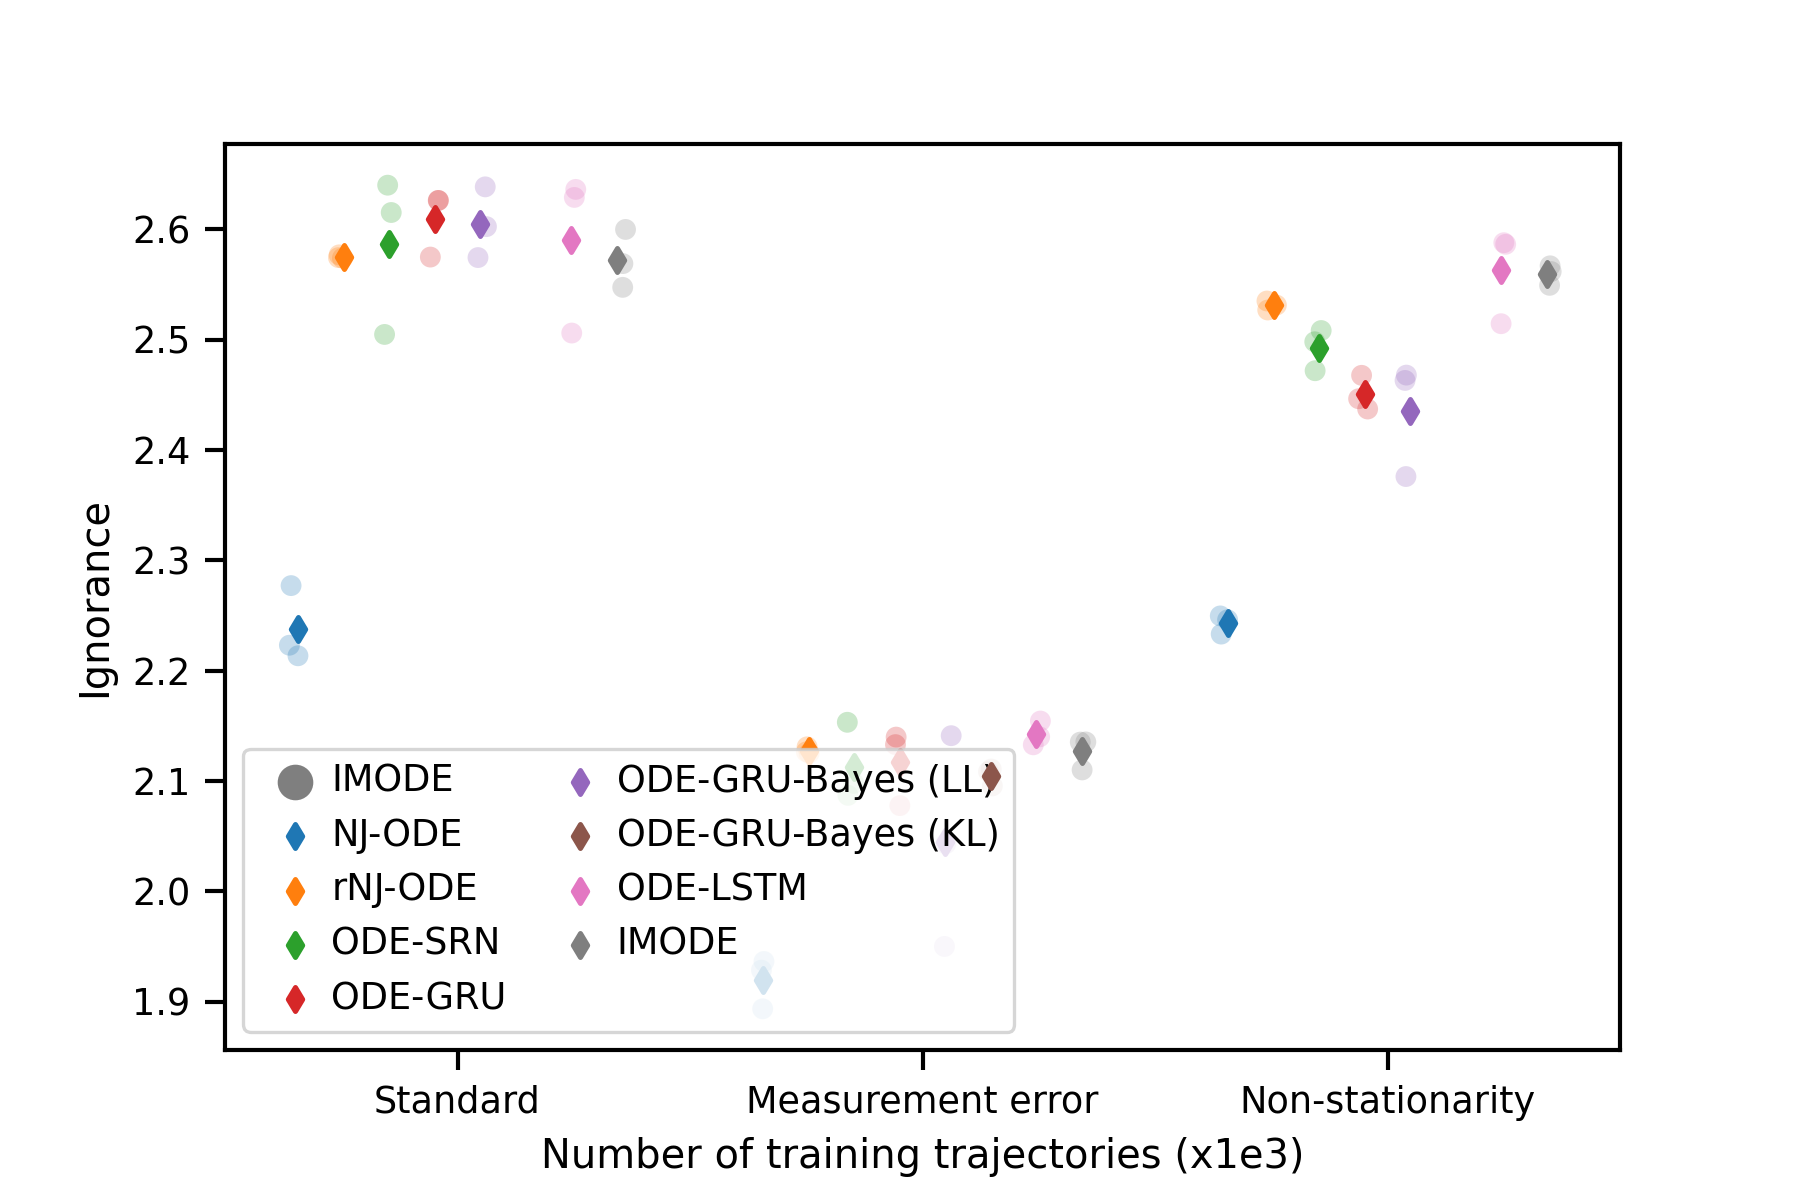 2.6
2.5
2.4
2.3
2.2
2.1
2.0
1.9
Ignorance
IMODE
NJ-ODE
rNJ-ODE
ODE-SRN
ODE-GRU
ODE-GRU-Bayes (LL)
ODE-GRU-Bayes (KL)
ODE-LSTM
IMODE
Standard
Measurement error
Non-stationarity
Number of training trajectories (x1e3)